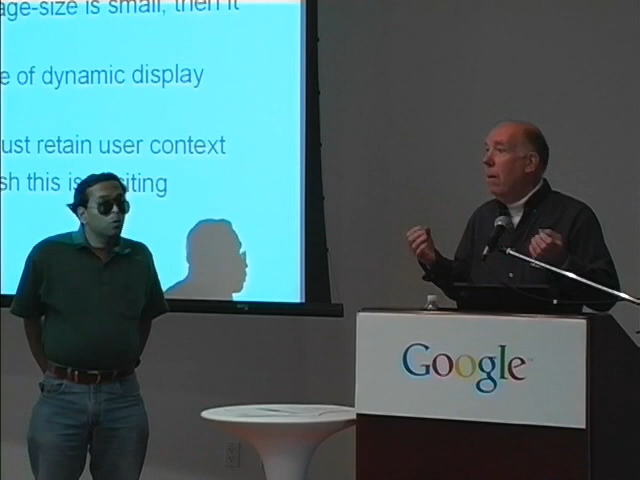 age-size is small, then it
e of dynamic display
ust retain user context
sh this is
Google